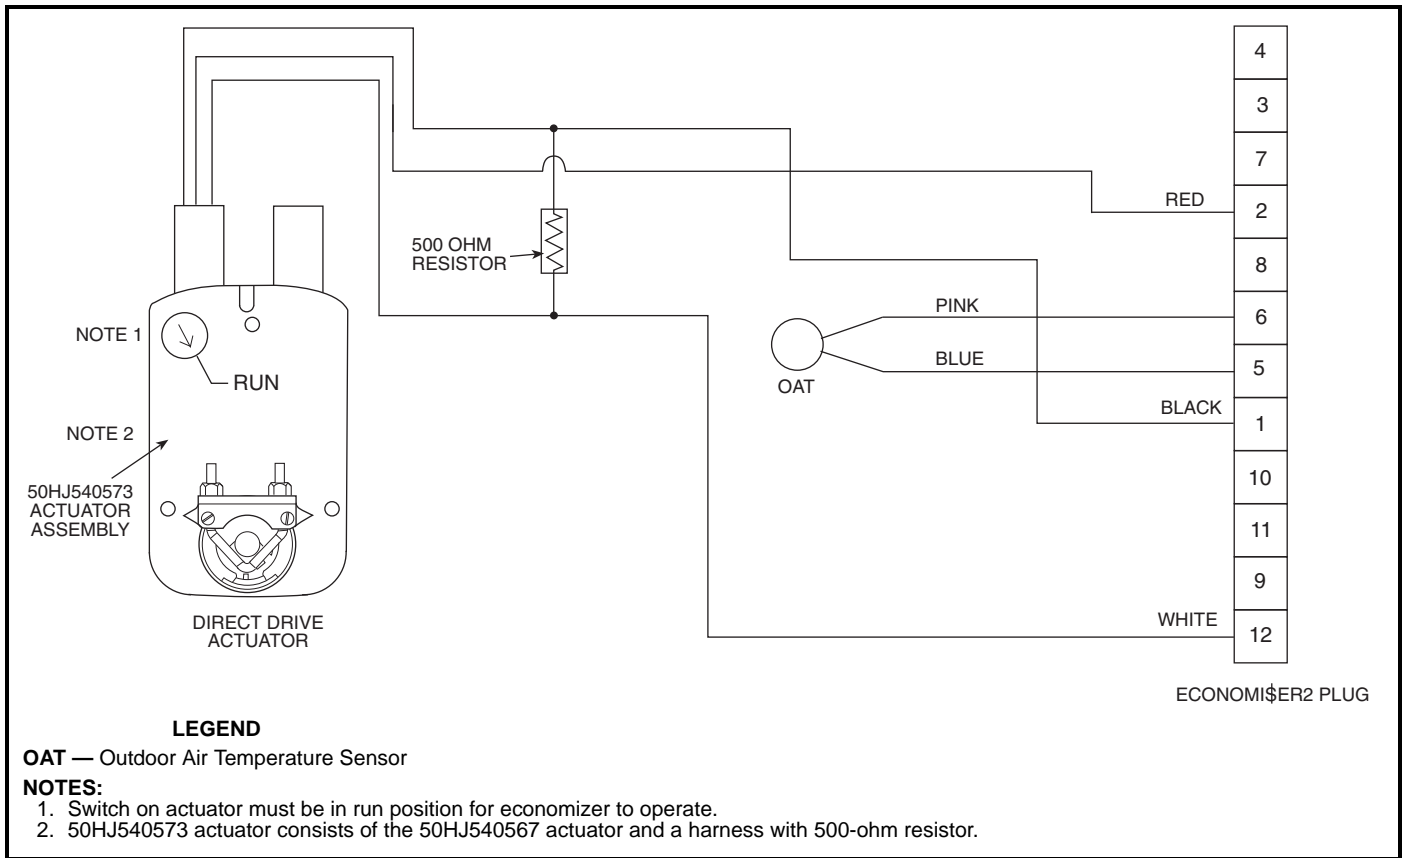 4
3
7
RED
2
500 OHM
RESISTOR
8
PINK
6
NOTE 1
BLUE
5
RUN
OAT
BLACK
1
NOTE 2
10
50HJ540573
ACTUATOR
ASSEMBLY
11
9
DIRECT DRIVE
ACTUATOR
WHITE
12
ECONOMI$ER2 PLUG
LEGEND
OAT — Outdoor Air Temperature Sensor
NOTES:
1. Switch on actuator must be in run position for economizer to operate.
2. 50HJ540573 actuator consists of the 50HJ540567 actuator and a harness with 500-ohm resistor.